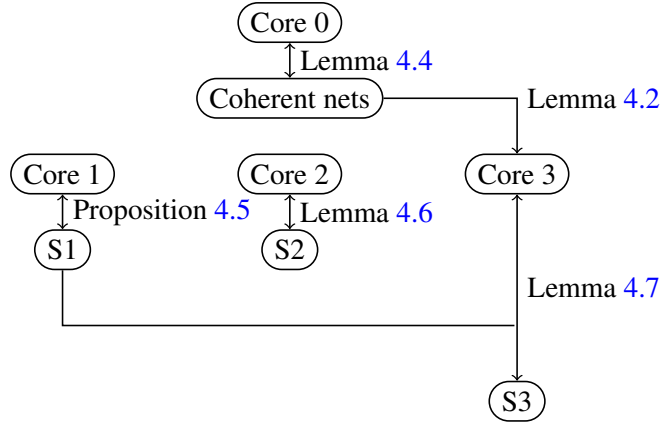 Core 0
Lemma 4.4
Coherent nets
Lemma 4.2
Core 1
Core 2
Core 3
Proposition 4.5
Lemma 4.6
S1
S2
Lemma 4.7
S3